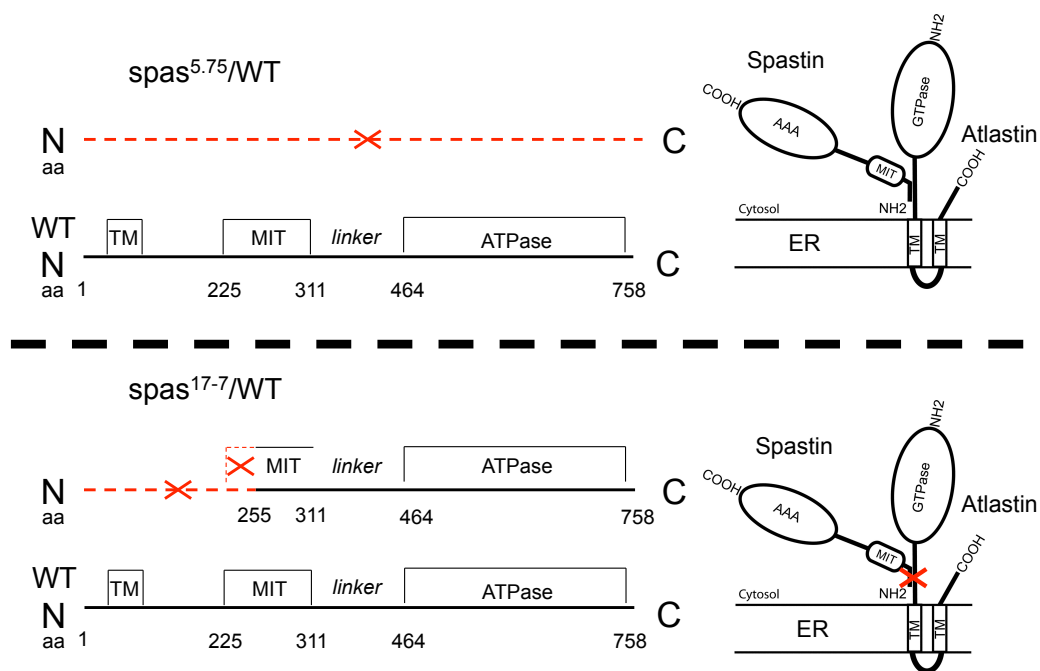 spas5.75/WT
N C
aa
WT TM MIT linker ATPase
N C
aa 1 225 311 464 758
Spastin
NH2
COOH
AAA
GTPase
Atlastin
COOH
MIT
Cytosol NH2
ER TM TM
spas17-7/WT
MIT linker ATPase
N C
aa 255 311 464 758
WT TM MIT linker ATPase
N C
aa 1 225 311 464 758
Spastin
NH2
COOH
AAA
GTPase
Atlastin
COOH
MIT
Cytosol NH2
ER TM TM